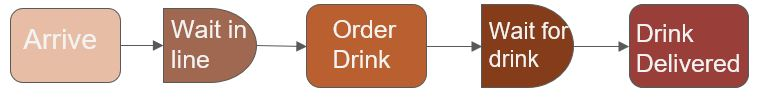 Arrive
Wait in
line
Order
Drink
Wait for
drink
Drink
Delivered